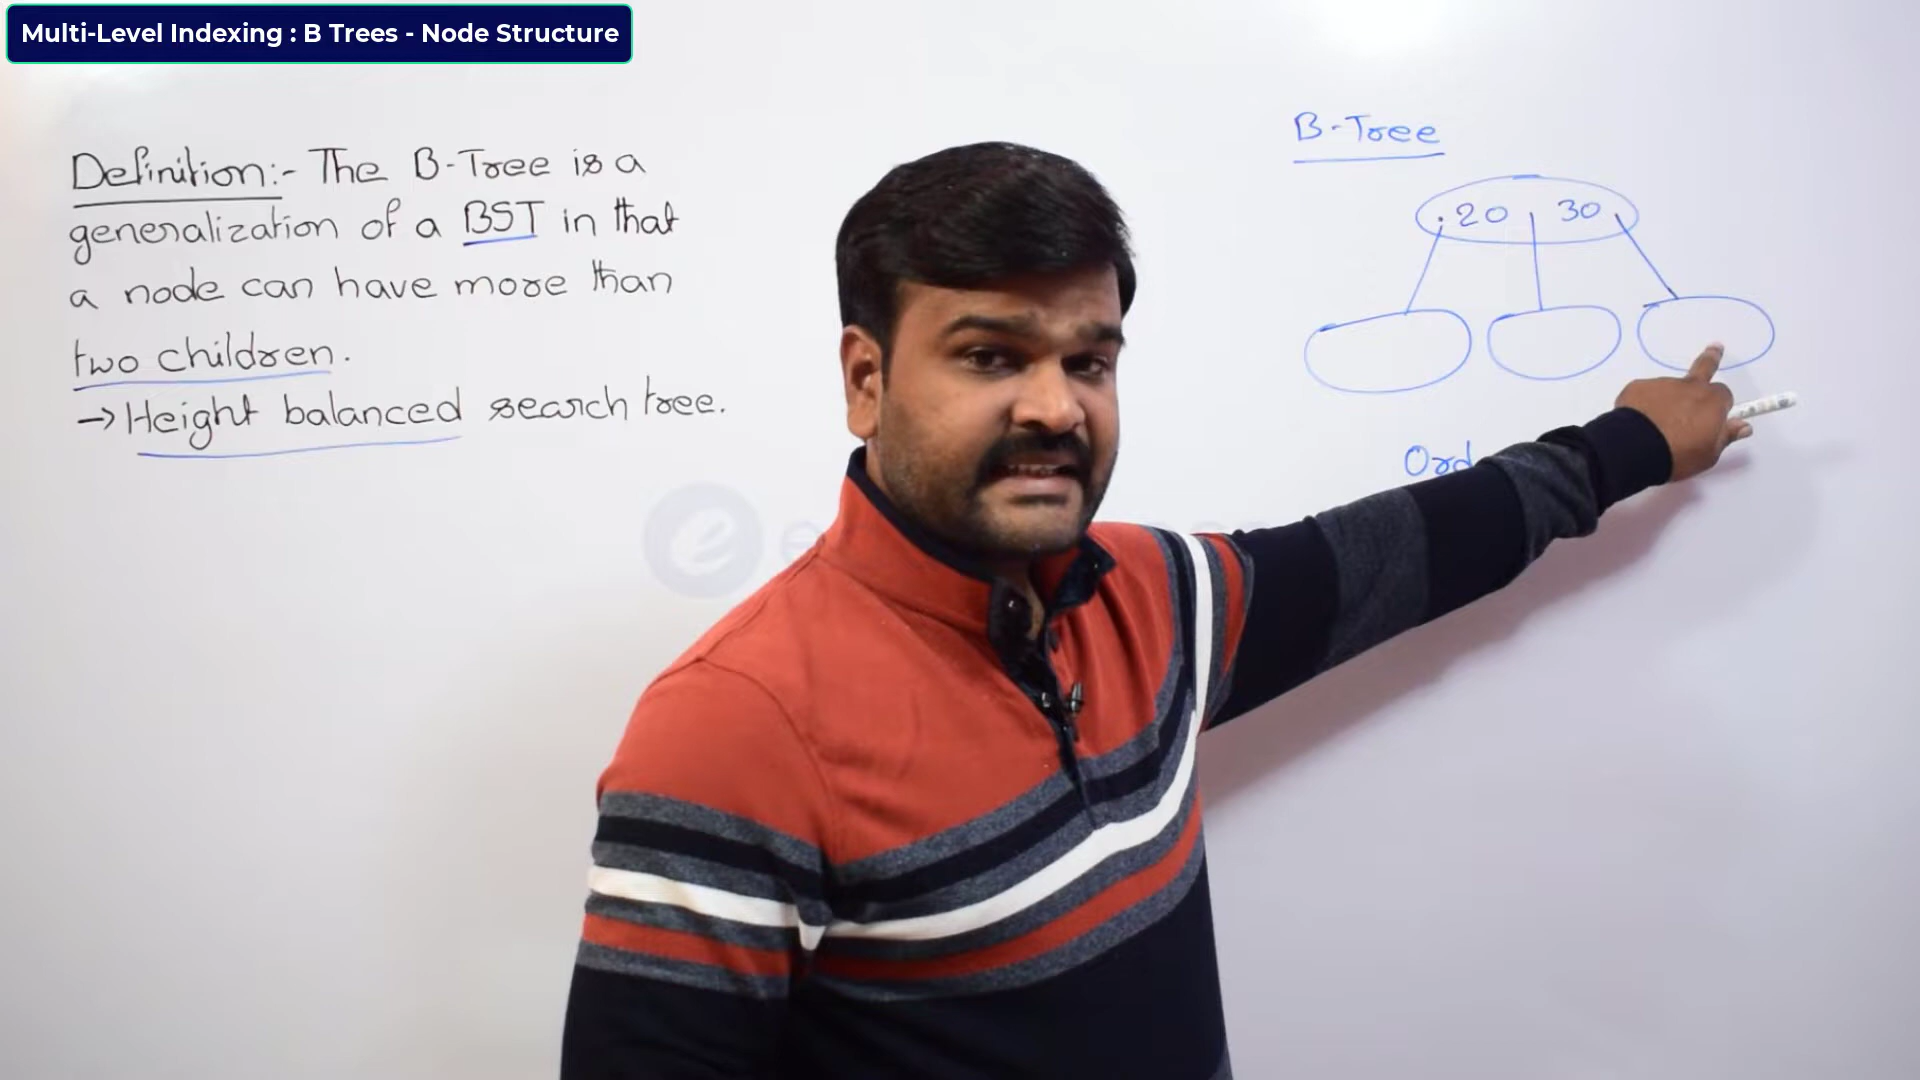 Multi-Level Indexing : B Trees - Node Structure
Definition:- The B-Tree is a
generalization of a BST in that
a node can have more than
two children.
→ Height balanced search tree.
B-Tree
20 30
Ord
e